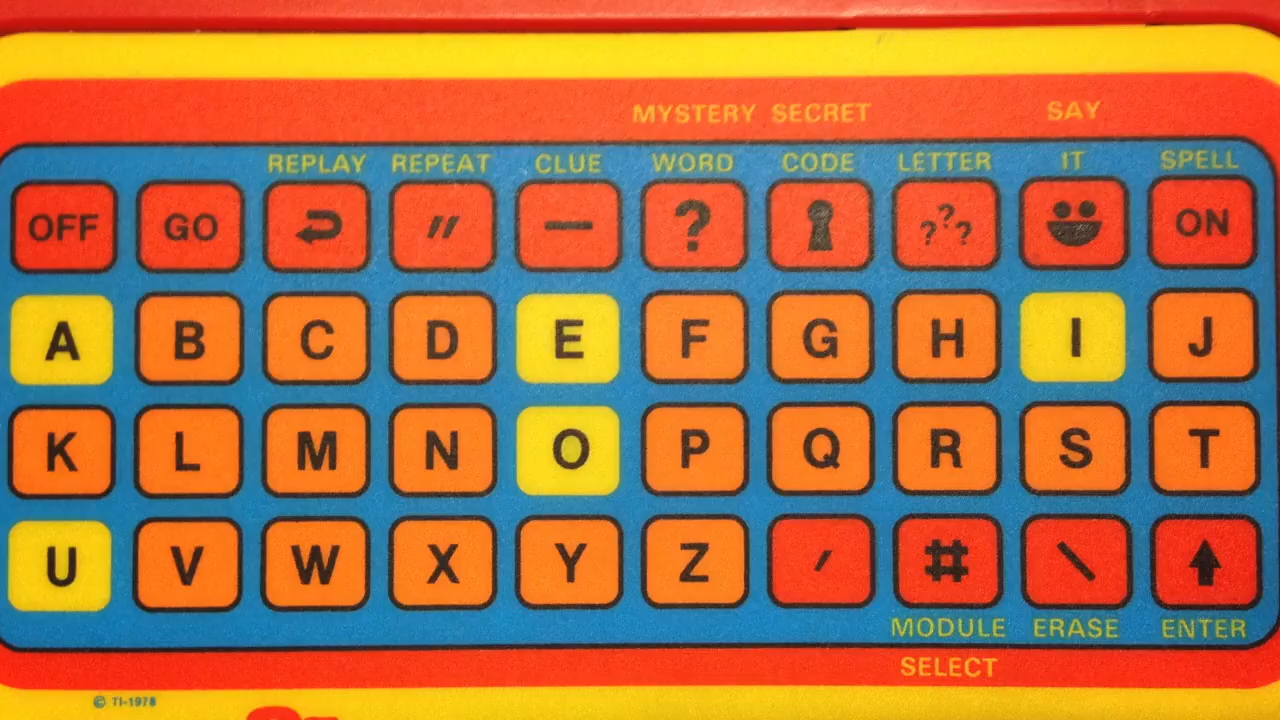 MYSTERY SECRET SAY
REPLAY REPEAT CLUE WORD CODE LETTER IT SPELL
OFF GO " — ? ??? ON
A B C D E F G H I J
K L M N O P Q R S T
U V W X Y Z ' # \
MODULE ERASE ENTER
SELECT
© TI-1978